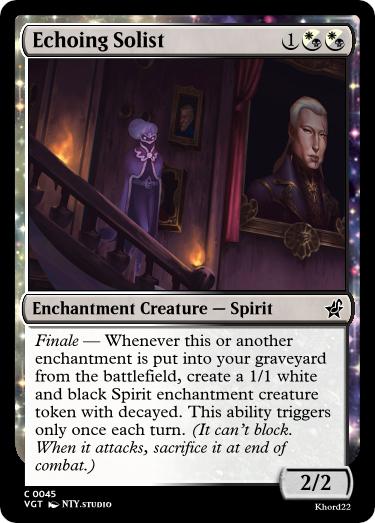 Echoing Solist 1
Enchantment Creature — Spirit
Finale — Whenever this or another
enchantment is put into your graveyard
from the battlefield, create a 1/1 white
and black Spirit enchantment creature
token with decayed. This ability triggers
only once each turn. (It can't block.
When it attacks, sacrifice it at end of
combat.)
2/2
C 0045
VGT NTY.STUDIO
Khord22